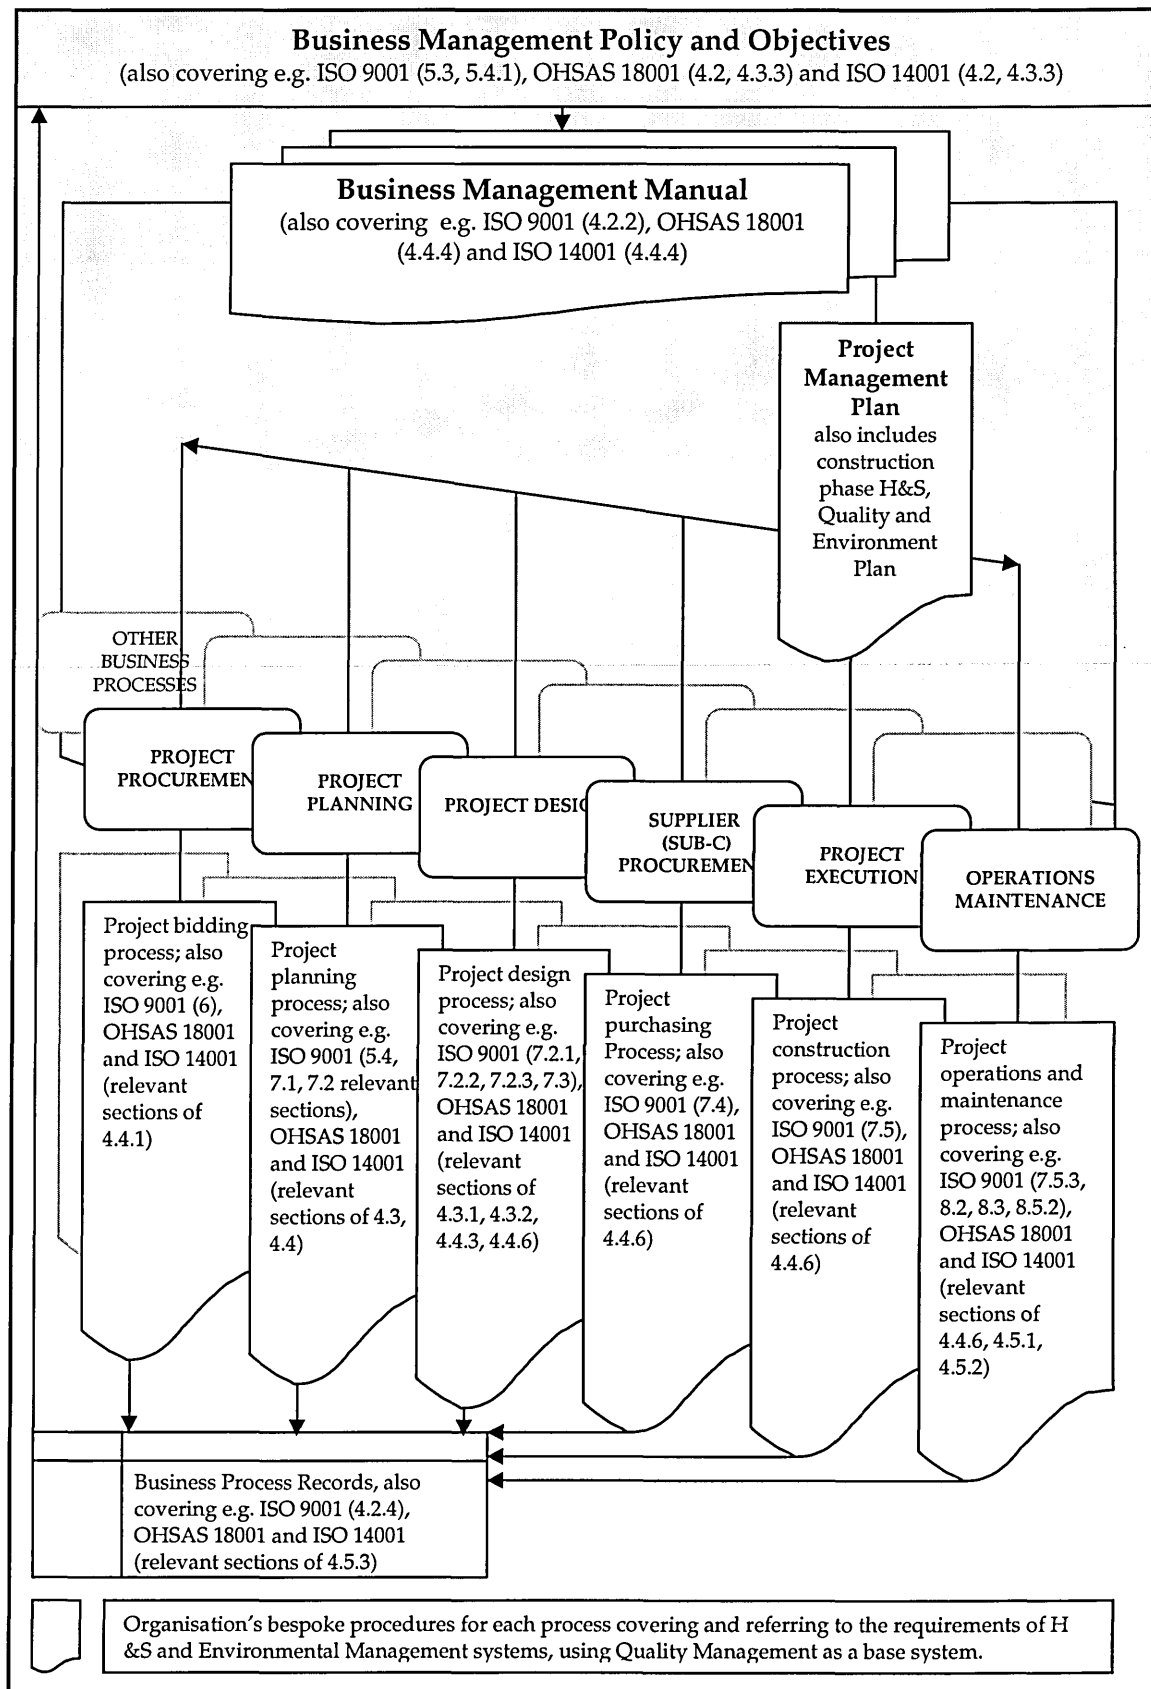 Business Management Policy and Objectives
(also covering e.g. ISO 9001 (5.3, 5.4.1), OHSAS 18001 (4.2, 4.3.3) and ISO 14001 (4.2, 4.3.3)
Business Management Manual
(also covering e.g. ISO 9001 (4.2.2), OHSAS 18001
(4.4.4) and ISO 14001 (4.4.4)
Project
Management
Plan
also includes
construction
phase H&S,
Quality and
Environment
Plan
OTHER
BUSINESS
PROCESSES
PROJECT
PROCUREMEN
PROJECT
PLANNING
PROJECT DESIG
SUPPLIER
(SUB-C)
PROCUREMEN
PROJECT
EXECUTION
OPERATIONS
MAINTENANCE
Project bidding
process; also
covering e.g.
ISO 9001 (6),
OHSAS 18001
and ISO 14001
(relevant
sections of
4.4.1)
Project
planning
process; also
covering e.g.
ISO 9001 (5.4,
7.1, 7.2 relevant
sections),
OHSAS 18001
and ISO 14001
(relevant
sections of 4.3,
4.4)
Project design
process; also
covering e.g.
ISO 9001 (7.2.1,
7.2.2, 7.2.3, 7.3),
OHSAS 18001
and ISO 14001
(relevant
sections of
4.3.1, 4.3.2,
4.4.3, 4.4.6)
Project
purchasing
Process; also
covering e.g.
ISO 9001 (7.4),
OHSAS 18001
and ISO 14001
(relevant
sections of
4.4.6)
Project
construction
process; also
covering e.g.
ISO 9001 (7.5),
OHSAS 18001
and ISO 14001
(relevant
sections of
4.4.6)
Project
operations and
maintenance
process; also
covering e.g.
ISO 9001 (7.5.3,
8.2, 8.3, 8.5.2),
OHSAS 18001
and ISO 14001
(relevant
sections of
4.4.6, 4.5.1,
4.5.2)
Business Process Records, also
covering e.g. ISO 9001 (4.2.4),
OHSAS 18001 and ISO 14001
(relevant sections of 4.5.3)
Organisation's bespoke procedures for each process covering and referring to the requirements of H
&S and Environmental Management systems, using Quality Management as a base system.